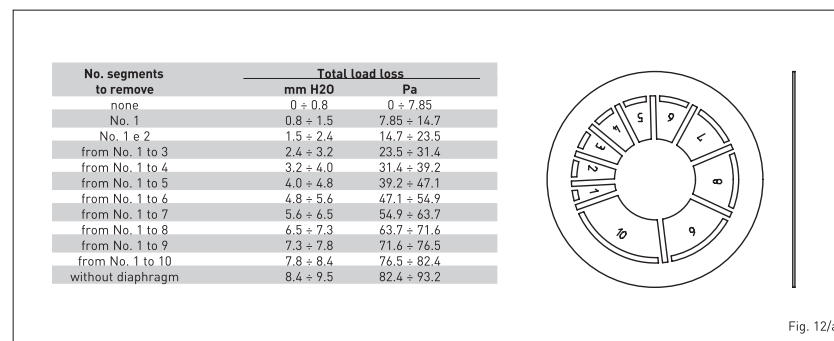 No. segments Total load loss
to remove mm H2O Pa
none 0 ÷ 0.8 0 ÷ 7.85
No. 1 0.8 ÷ 1.5 7.85 ÷ 14.7
No. 1 e 2 1.5 ÷ 2.4 14.7 ÷ 23.5
from No. 1 to 3 2.4 ÷ 3.2 23.5 ÷ 31.4
from No. 1 to 4 3.2 ÷ 4.0 31.4 ÷ 39.2
from No. 1 to 5 4.0 ÷ 4.8 39.2 ÷ 47.1
from No. 1 to 6 4.8 ÷ 5.6 47.1 ÷ 54.9
from No. 1 to 7 5.6 ÷ 6.5 54.9 ÷ 63.7
from No. 1 to 8 6.5 ÷ 7.3 63.7 ÷ 71.6
from No. 1 to 9 7.3 ÷ 7.8 71.6 ÷ 76.5
from No. 1 to 10 7.8 ÷ 8.4 76.5 ÷ 82.4
without diaphragm 8.4 ÷ 9.5 82.4 ÷ 93.2
1
2
3
4
5
6
7
8
9
10
Fig. 12/a